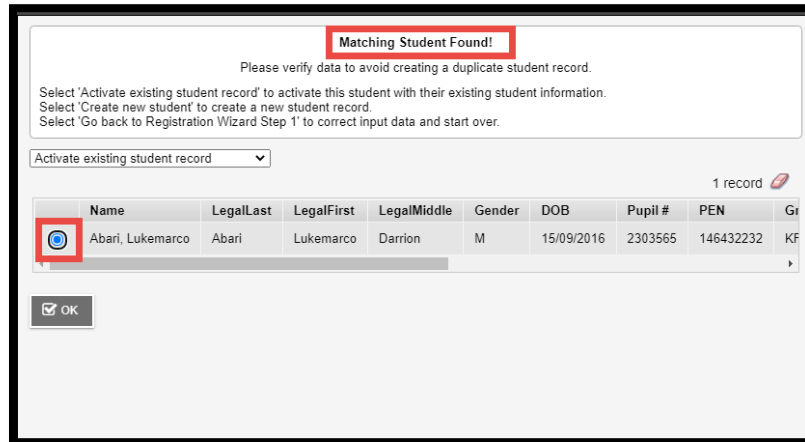 Matching Student Found!
Please verify data to avoid creating a duplicate student record.
Select 'Activate existing student record' to activate this student with their existing student information.
Select 'Create new student' to create a new student record.
Select 'Go back to Registration Wizard Step 1' to correct input data and start over.
Activate existing student record
1 record
Name LegalLast LegalFirst LegalMiddle Gender DOB Pupil # PEN Gr
Abari, Lukemarco Abari Lukemarco Darrion M 15/09/2016 2303565 146432232 KF
OK